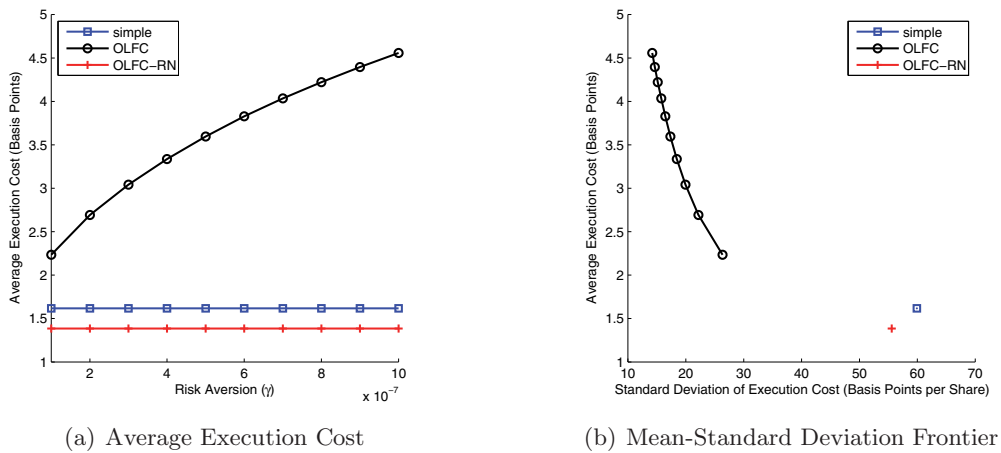 simple
OLFC
OLFC−RN
Average Execution Cost (Basis Points)
5
4.5
4
3.5
3
2.5
2
1.5
1
2
4
6
8
10
x 10⁻⁷
Risk Aversion (γ)
(a) Average Execution Cost
simple
OLFC
OLFC−RN
Average Execution Cost (Basis Points)
5
4.5
4
3.5
3
2.5
2
1.5
1
10
20
30
40
50
60
70
Standard Deviation of Execution Cost (Basis Points per Share)
(b) Mean-Standard Deviation Frontier